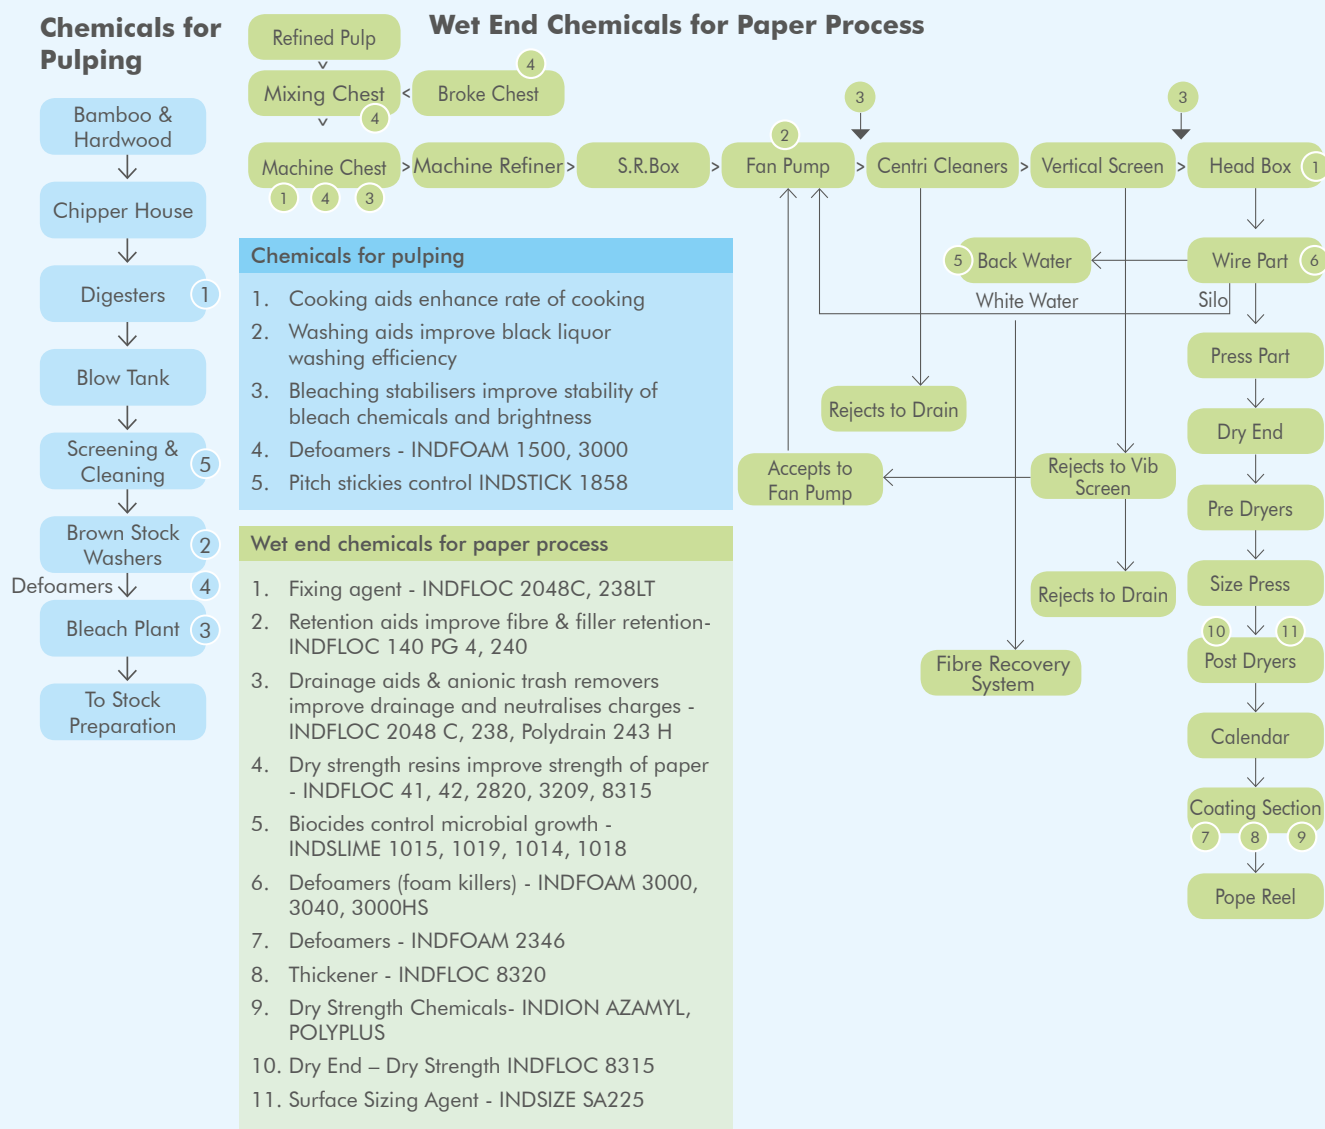 Chemicals for
Pulping
Bamboo &
Hardwood
Chipper House
Digesters 1
Blow Tank
Screening &
Cleaning 5
Brown Stock
Washers 2
Defoamers 4
Bleach Plant 3
To Stock
Preparation
Wet End Chemicals for Paper Process
Refined Pulp
Mixing Chest 4
Broke Chest 4
Machine Chest 1 4 3
Machine Refiner
S.R.Box
Fan Pump 2
3
Centri Cleaners
Vertical Screen
3
Head Box 1
5 Back Water
Wire Part 6
White Water
Silo
Press Part
Rejects to Drain
Dry End
Accepts to
Fan Pump
Rejects to Vib
Screen
Pre Dryers
Rejects to Drain
Size Press
10 11
Post Dryers
Fibre Recovery
System
Calendar
Coating Section
7 8 9
Pope Reel
Chemicals for pulping
1. Cooking aids enhance rate of cooking
2. Washing aids improve black liquor
washing efficiency
3. Bleaching stabilisers improve stability of
bleach chemicals and brightness
4. Defoamers - INDFOAM 1500, 3000
5. Pitch stickies control INDSTICK 1858
Wet end chemicals for paper process
1. Fixing agent - INDFLOC 2048C, 238LT
2. Retention aids improve fibre & filler retention-
INDFLOC 140 PG 4, 240
3. Drainage aids & anionic trash removers
improve drainage and neutralises charges -
INDFLOC 2048 C, 238, Polydrain 243 H
4. Dry strength resins improve strength of paper
- INDFLOC 41, 42, 2820, 3209, 8315
5. Biocides control microbial growth -
INDSLIME 1015, 1019, 1014, 1018
6. Defoamers (foam killers) - INDFOAM 3000,
3040, 3000HS
7. Defoamers - INDFOAM 2346
8. Thickener - INDFLOC 8320
9. Dry Strength Chemicals- INDION AZAMYL,
POLYPLUS
10. Dry End – Dry Strength INDFLOC 8315
11. Surface Sizing Agent - INDSIZE SA225